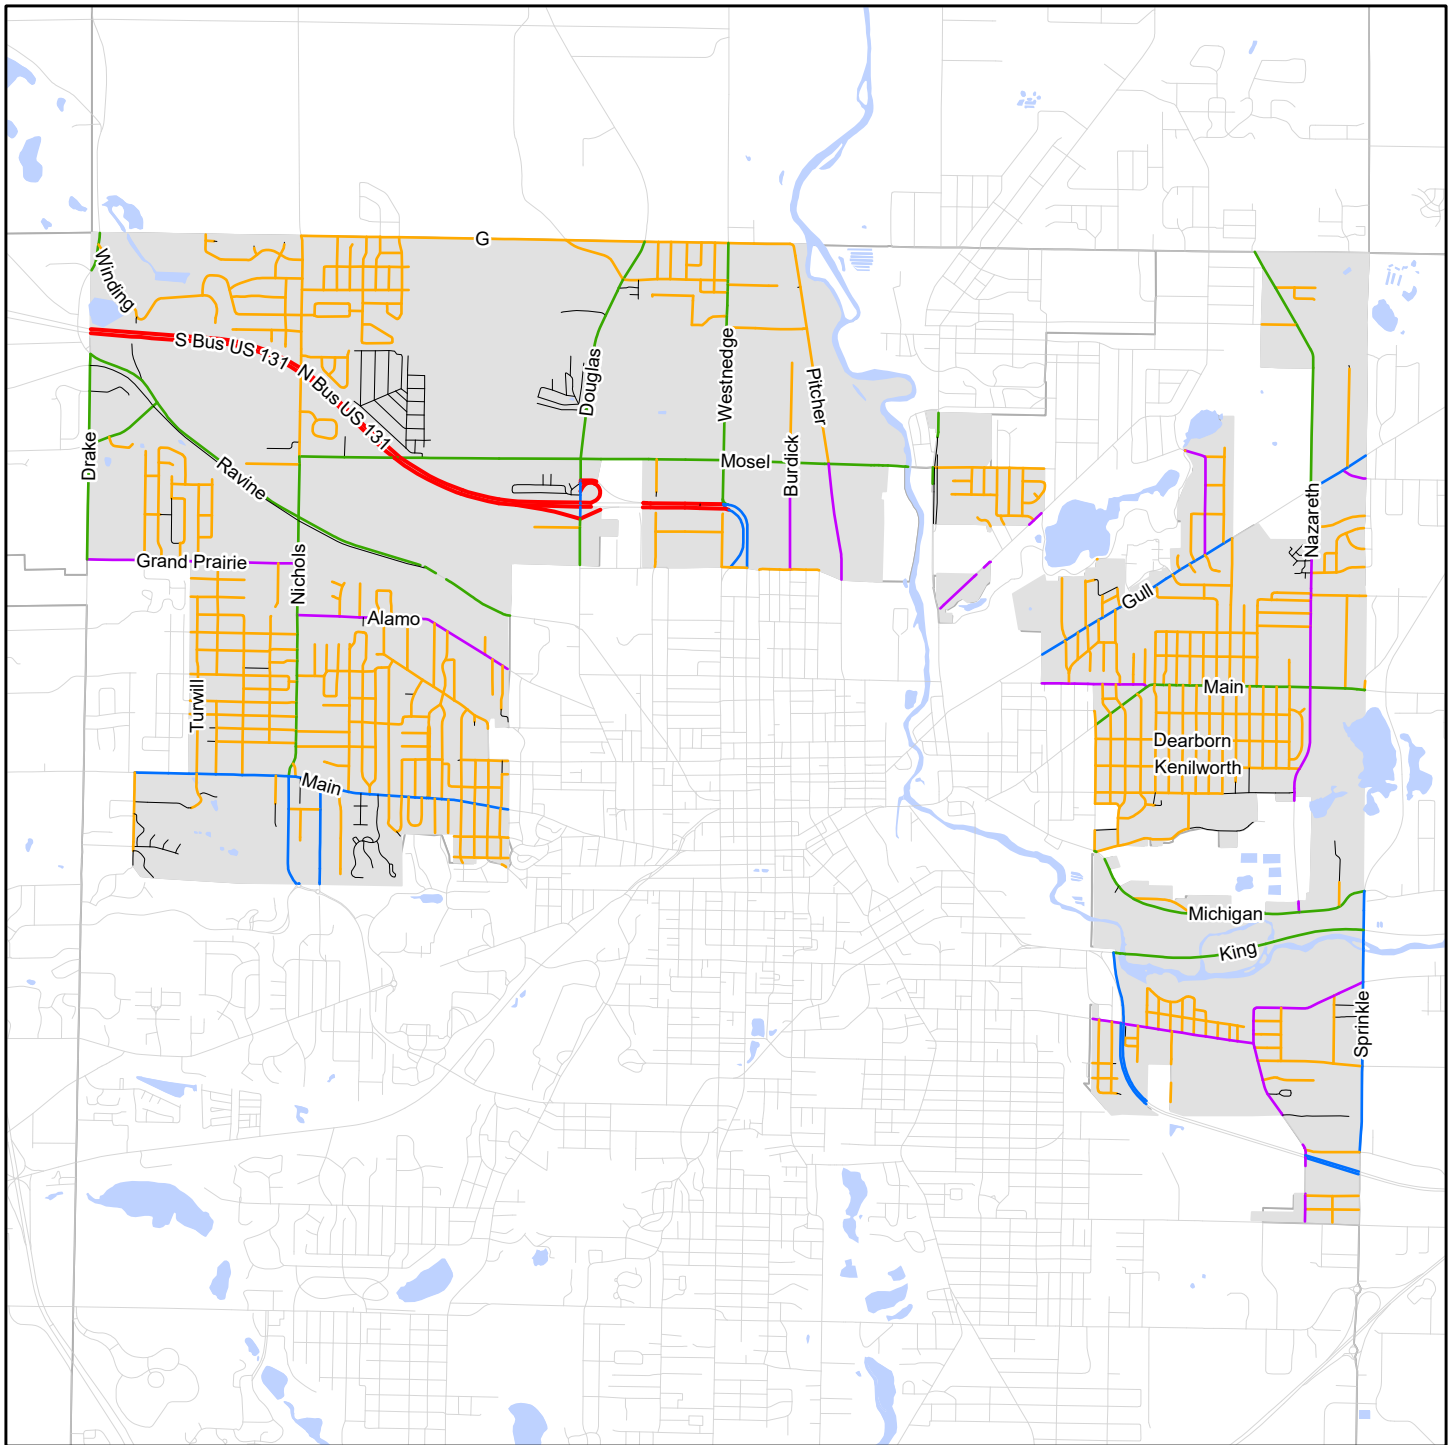 G
Winding
S Bus US 131
N Bus US 131
Douglas
Westnedge
Pitcher
Drake
Ravine
Mosel
Burdick
Nazareth
Grand Prairie
Nichols
Alamo
Gull
Turwill
Main
Main
Dearborn
Kenilworth
Michigan
King
Sprinkle